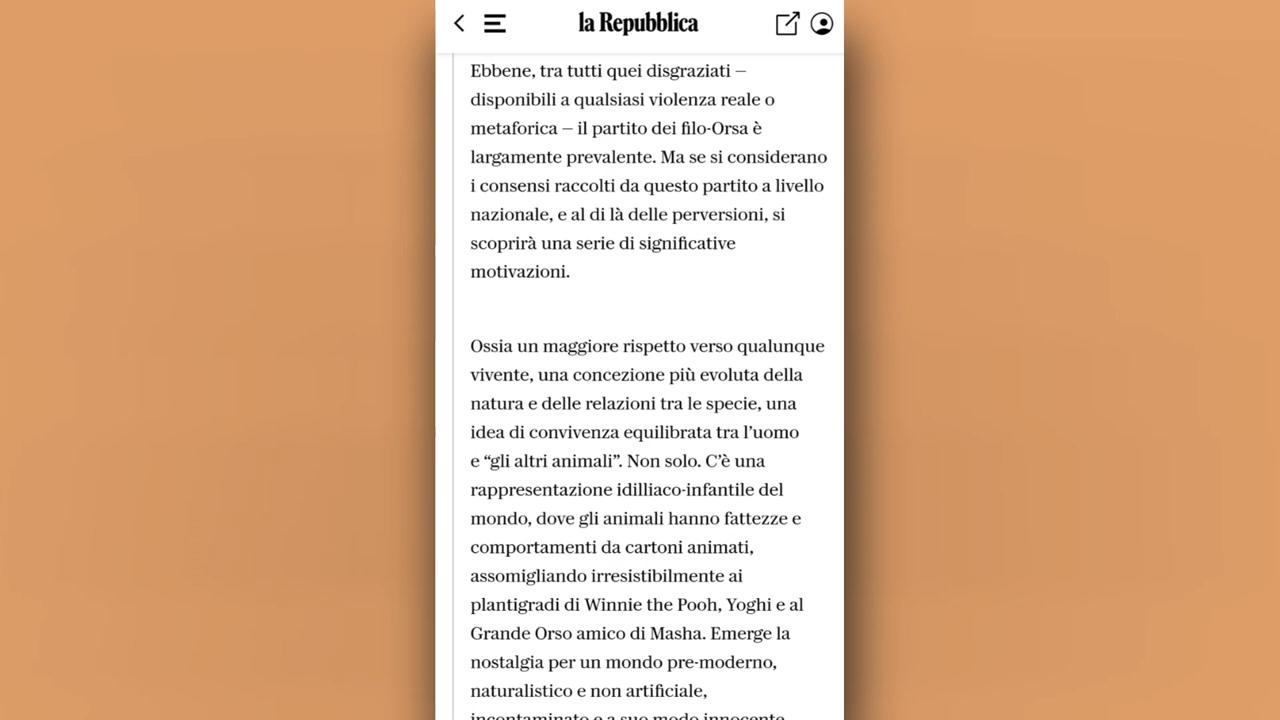 la Repubblica
Ebbene, tra tutti quei disgraziati –
disponibili a qualsiasi violenza reale o
metaforica – il partito dei filo-Orsa è
largamente prevalente. Ma se si considerano
i consensi raccolti da questo partito a livello
nazionale, e al di là delle perversioni, si
scoprirà una serie di significative
motivazioni.
Ossia un maggiore rispetto verso qualunque
vivente, una concezione più evoluta della
natura e delle relazioni tra le specie, una
idea di convivenza equilibrata tra l’uomo
e “gli altri animali”. Non solo. C’è una
rappresentazione idilliaco-infantile del
mondo, dove gli animali hanno fattezze e
comportamenti da cartoni animati,
assomigliando irresistibilmente ai
plantigradi di Winnie the Pooh, Yoghi e al
Grande Orso amico di Masha. Emerge la
nostalgia per un mondo pre-moderno,
naturalistico e non artificiale,
incontaminato e a suo modo innocente